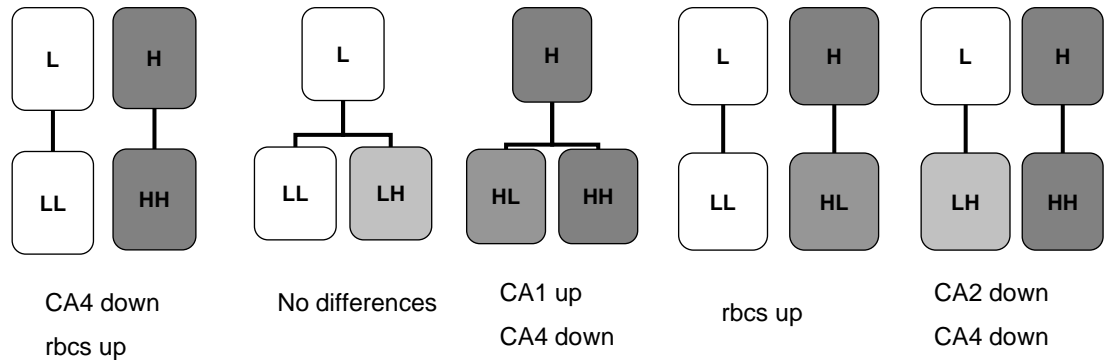 L H L H L H L H
LL HH LL LH HL HH LL HL LH HH
CA4 down
rbcs up
No differences
CA1 up
CA4 down
rbcs up
CA2 down
CA4 down